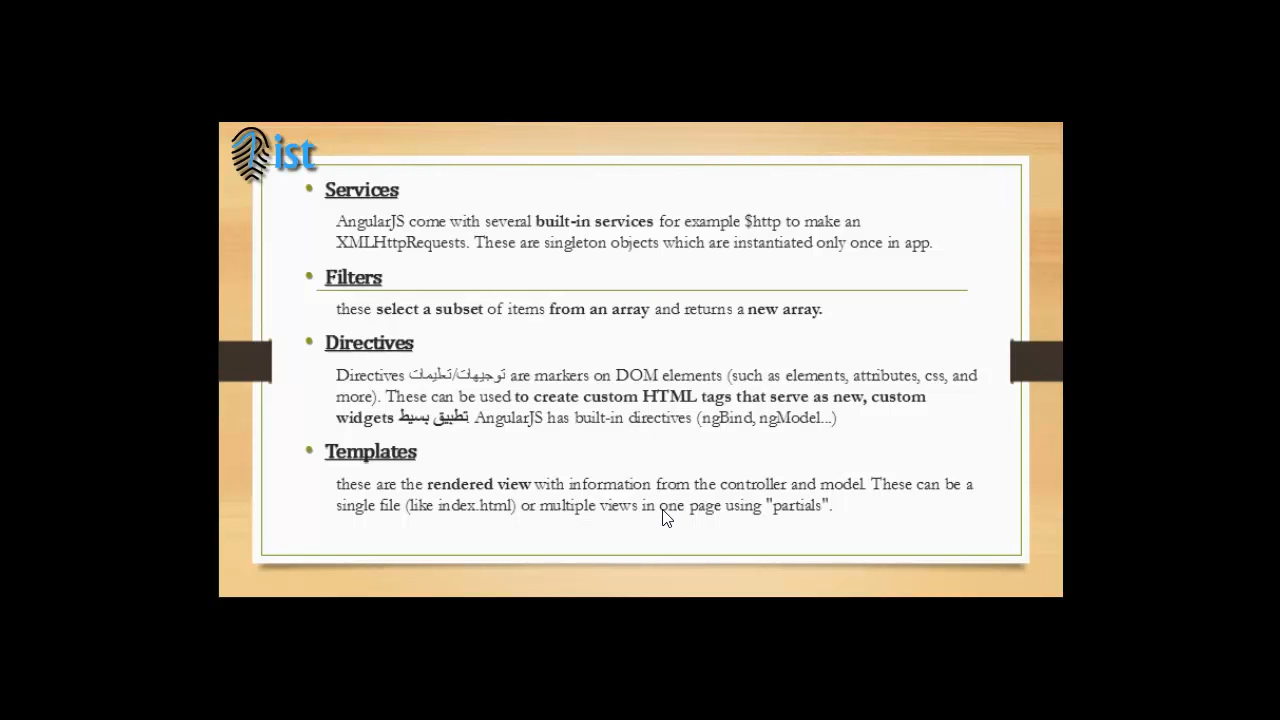 ist
Services
AngularJS come with several built-in services for example $http to make an
XMLHttpRequests. These are singleton objects which are instantiated only once in app.
Filters
these select a subset of items from an array and returns a new array.
Directives
Directives توجيهات/تعليمات are markers on DOM elements (such as elements, attributes, css, and
more). These can be used to create custom HTML tags that serve as new, custom
widgets تطبيق بسيط. AngularJS has built-in directives (ngBind, ngModel...)
Templates
these are the rendered view with information from the controller and model. These can be a
single file (like index.html) or multiple views in one page using "partials".